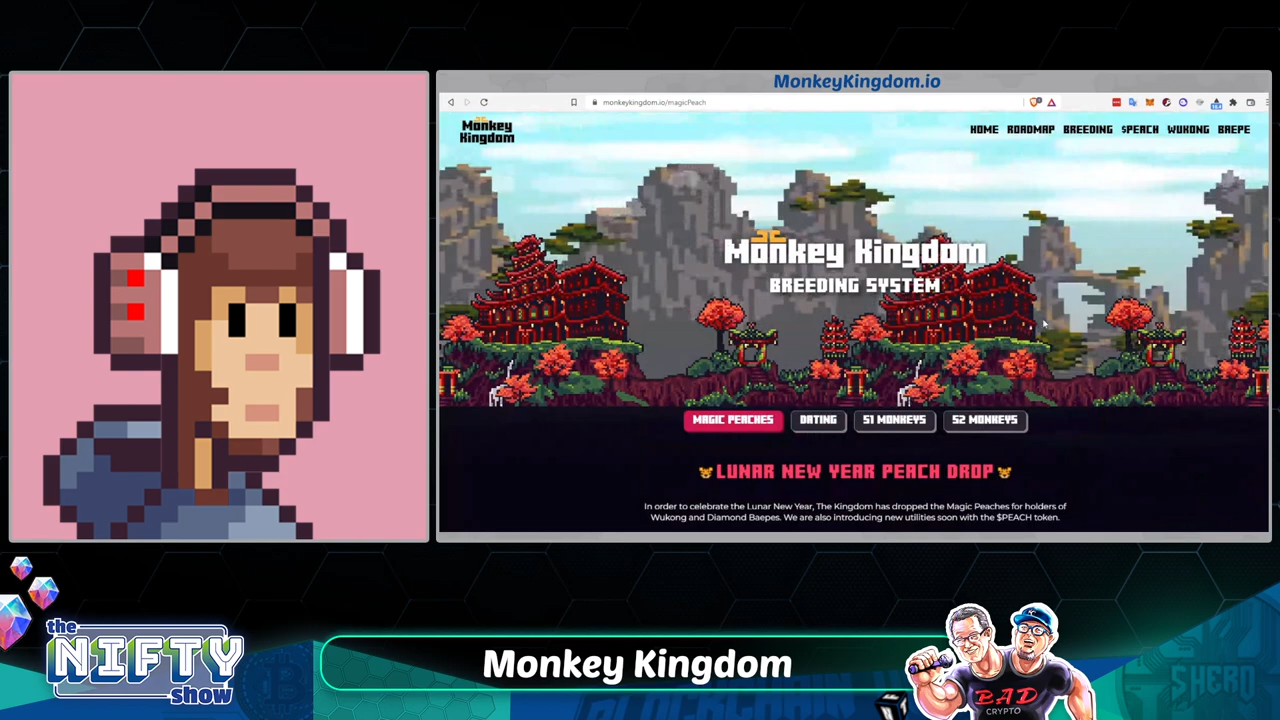 MonkeyKingdom.io
monkeykingdom.io/magicPeach
Monkey
Kingdom
HOME ROADMAP BREEDING $PEACH WUKONG BAEPE
Monkey Kingdom
BREEDING SYSTEM
MAGIC PEACHES DATING S1 MONKEYS S2 MONKEYS
LUNAR NEW YEAR PEACH DROP
In order to celebrate the Lunar New Year, The Kingdom has dropped the Magic Peaches for holders of
Wukong and Diamond Baepes. We are also introducing new utilities soon with the $PEACH token.
the
NIFTY
show
Monkey Kingdom
BAD
CRYPTO
BLOCKCHAIN
SHERO